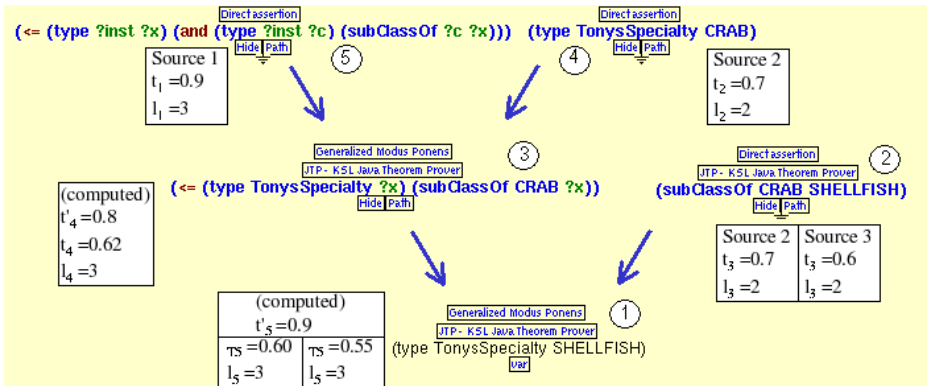 Direct assertion
(<= (type ?inst ?x) (and (type ?inst ?c) (subClassOf ?c ?x)))
Hide Path
5
Direct assertion
(type TonysSpecialty CRAB)
Hide Path
4
Source 1
t1 =0.9
l1 =3
Source 2
t2 =0.7
l2 =2
Generalized Modus Ponens
JTP - KSL Java Theorem Prover
3
(<= (type TonysSpecialty ?x) (subClassOf CRAB ?x))
Hide Path
Direct assertion
JTP - KSL Java Theorem Prover
2
(subClassOf CRAB SHELLFISH)
Hide Path
(computed)
t'4 =0.8
t4 =0.62
l4 =3
Source 2
t3 =0.7
l3 =2
Source 3
t3 =0.6
l3 =2
(computed)
t'5 =0.9
T5 =0.60
l5 =3
T5 =0.55
l5 =3
Generalized Modus Ponens
JTP - KSL Java Theorem Prover
1
(type TonysSpecialty SHELLFISH)
var